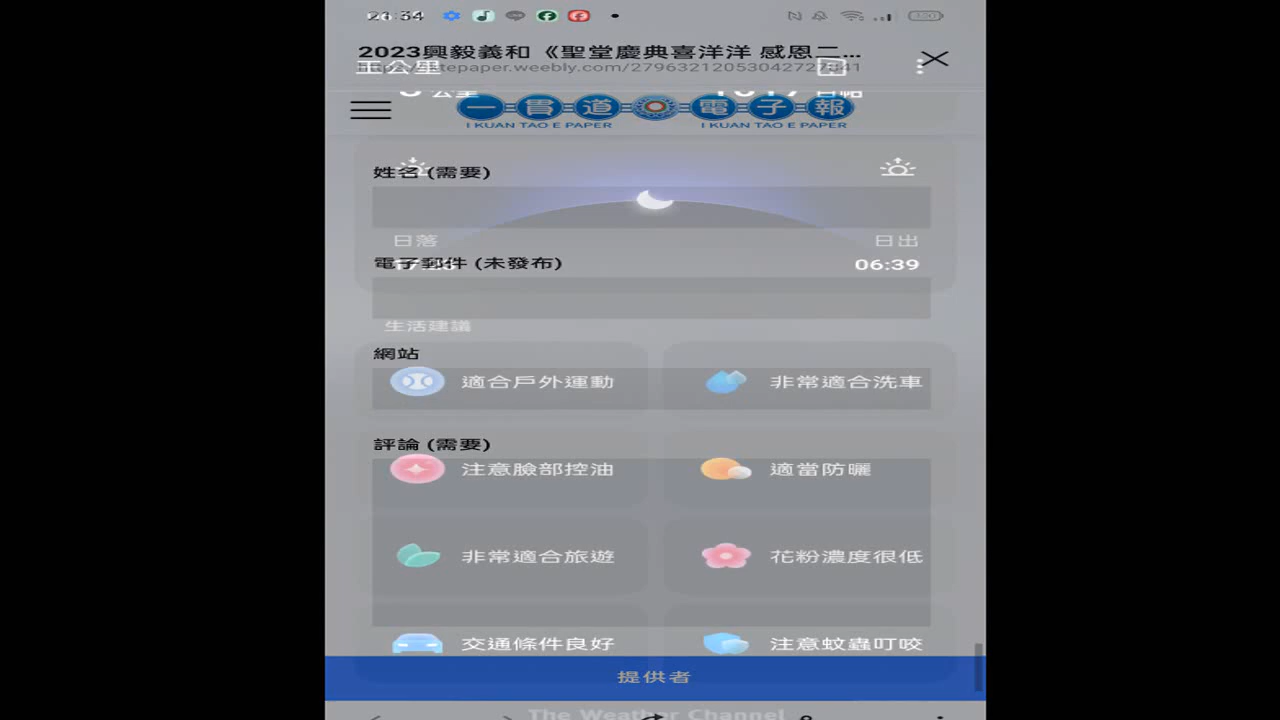 2023興毅義和《聖堂慶典喜洋洋 感恩二...
一貫道 電子報
I KUAN TAO E PAPER I KUAN TAO E PAPER
姓名 (需要)
日落 日出
電子郵件 (未發布)
06:39
生活建議
網站
適合戶外運動 非常適合洗車
評論 (需要)
注意臉部控油 適當防曬
非常適合旅遊 花粉濃度很低
交通條件良好 注意蚊蟲叮咬
提供者
The Weather Channel